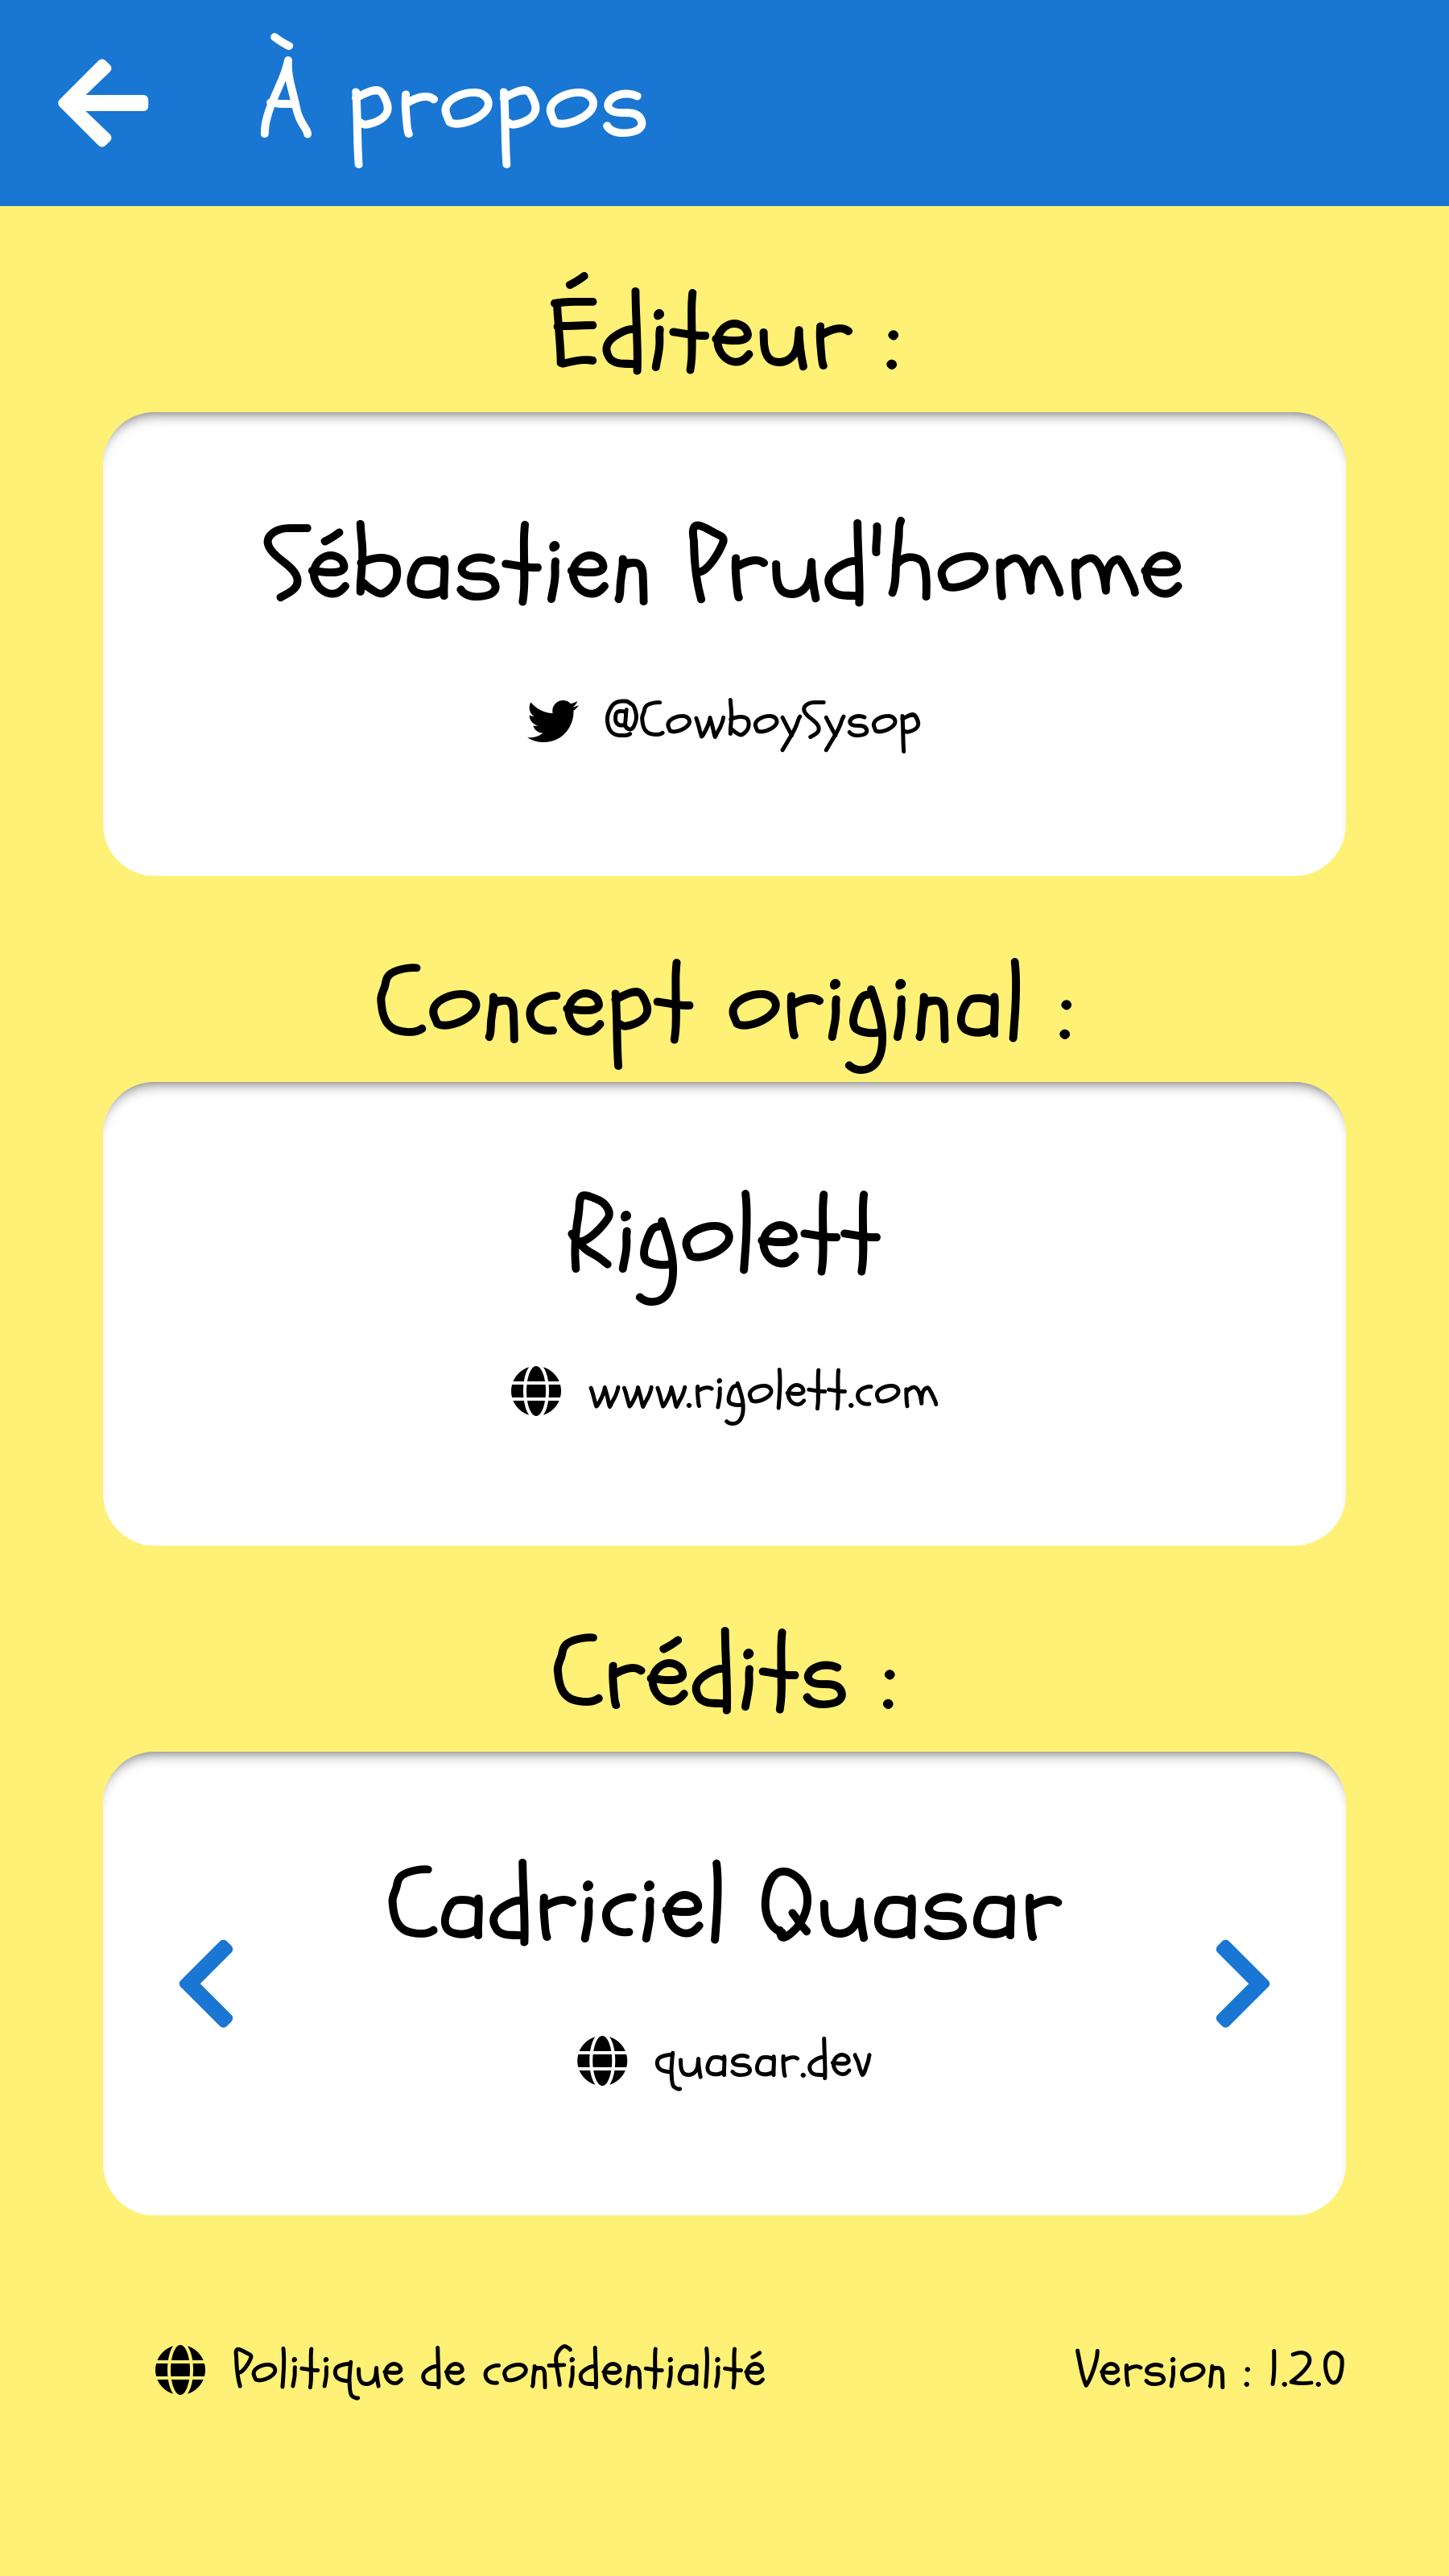 À propos
Éditeur :
Sébastien Prud'homme
@CowboySysop
Concept original :
Rigolett
www.rigolett.com
Crédits :
Cadriciel Quasar
quasar.dev
Politique de confidentialité
Version : 1.2.0